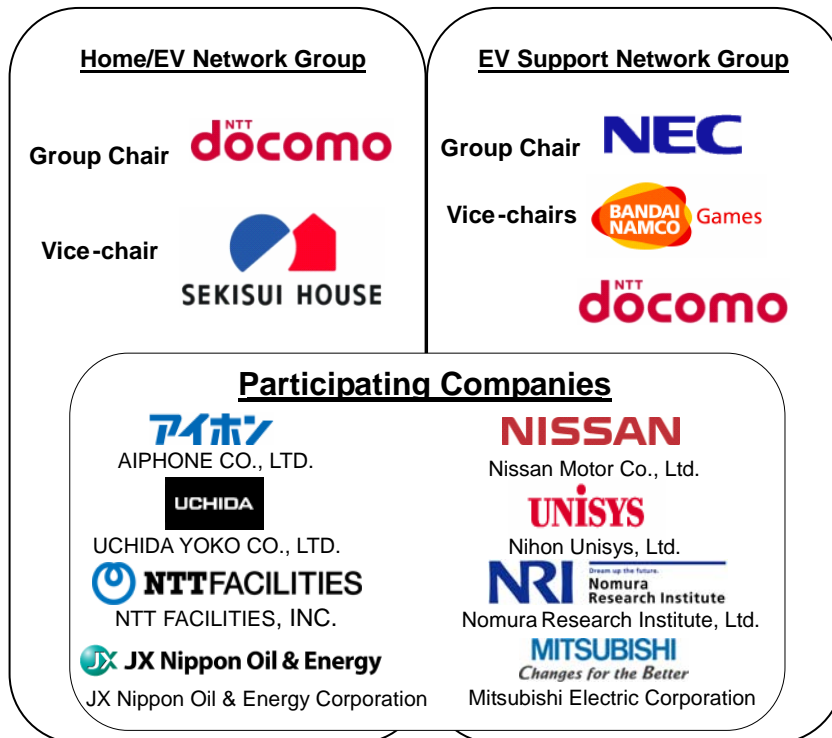 Home/EV Network Group
Group Chair
NTT
döcomo
Vice-chair
SEKISUI HOUSE
EV Support Network Group
Group Chair
NEC
Vice-chairs
BANDAI
NAMCO
Games
NTT
döcomo
Participating Companies
アイホン
AIPHONE CO., LTD.
UCHIDA
UCHIDA YOKO CO., LTD.
NTT FACILITIES
NTT FACILITIES, INC.
JX JX Nippon Oil & Energy
JX Nippon Oil & Energy Corporation
NISSAN
Nissan Motor Co., Ltd.
UNiSYS
Nihon Unisys, Ltd.
NRI
Dream up the future.
Nomura
Research Institute
Nomura Research Institute, Ltd.
MITSUBISHI
Changes for the Better
Mitsubishi Electric Corporation